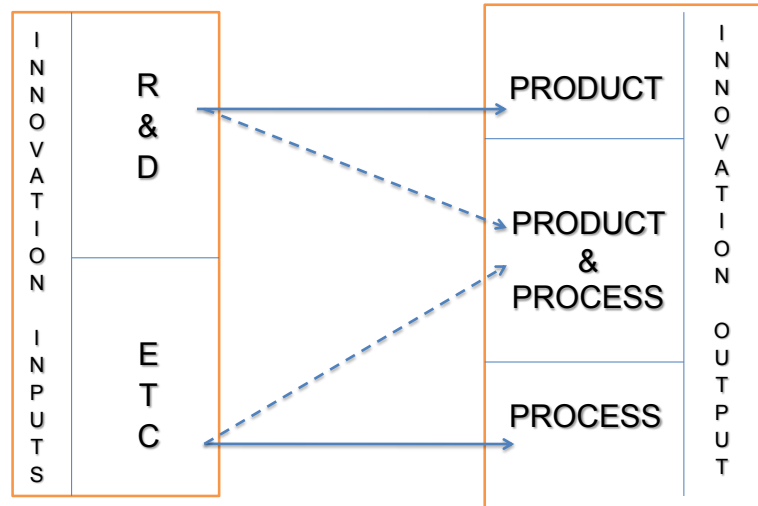 INNOVATION INPUTS
R
&
D
E
T
C
PRODUCT
PRODUCT
&
PROCESS
PROCESS
INNOVATION OUTPUT